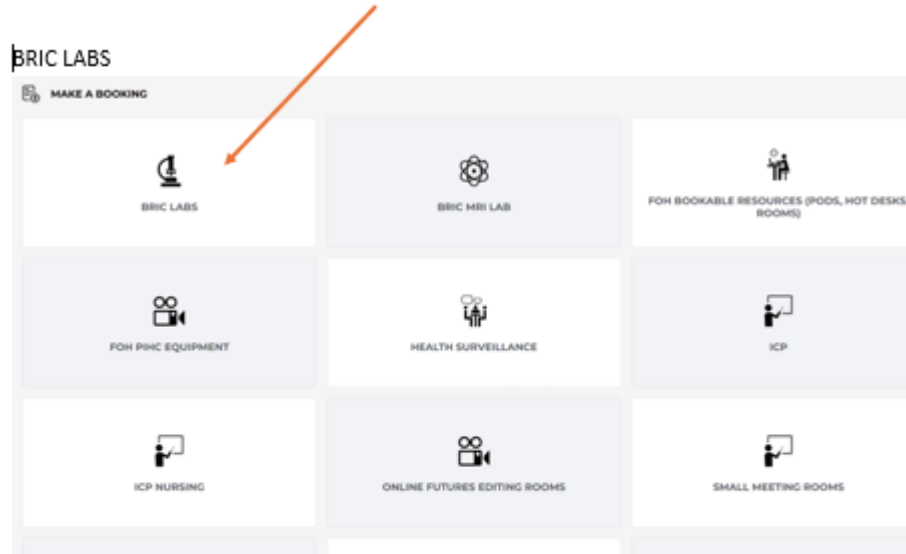 BRIC LABS
MAKE A BOOKING
BRIC LABS
BRIC MRI LAB
FOH BOOKABLE RESOURCES (PODS, HOT DESKS
ROOMS)
FOH PIHC EQUIPMENT
HEALTH SURVEILLANCE
ICP
ICP NURSING
ONLINE FUTURES EDITING ROOMS
SMALL MEETING ROOMS